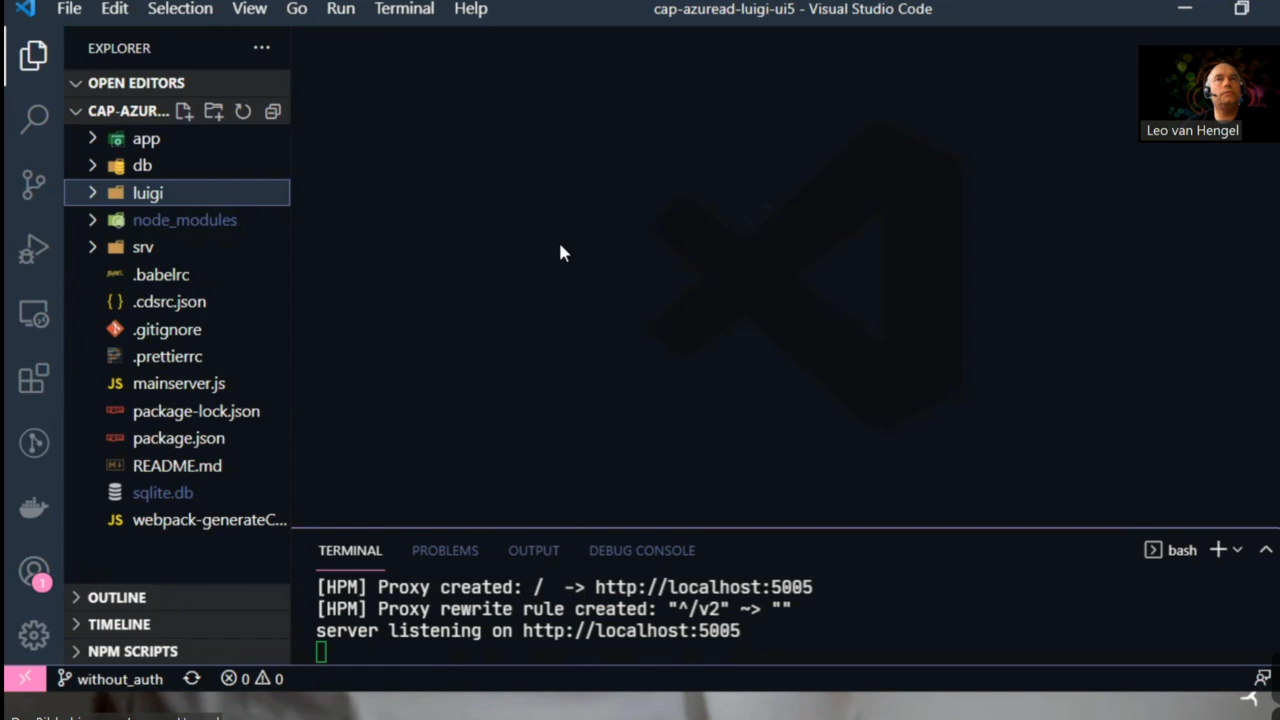 File Edit Selection View Go Run Terminal Help
cap-azuread-luigi-ui5 - Visual Studio Code
EXPLORER
OPEN EDITORS
CAP-AZUR...
app
db
luigi
node_modules
srv
.babelrc
.cdsrc.json
.gitignore
.prettierrc
JS mainserver.js
package-lock.json
package.json
README.md
sqlite.db
JS webpack-generateC...
OUTLINE
TIMELINE
NPM SCRIPTS
Leo van Hengel
TERMINAL PROBLEMS OUTPUT DEBUG CONSOLE
bash
[HPM] Proxy created: / -> http://localhost:5005
[HPM] Proxy rewrite rule created: "^/v2" ~> ""
server listening on http://localhost:5005
1
without_auth 0 0